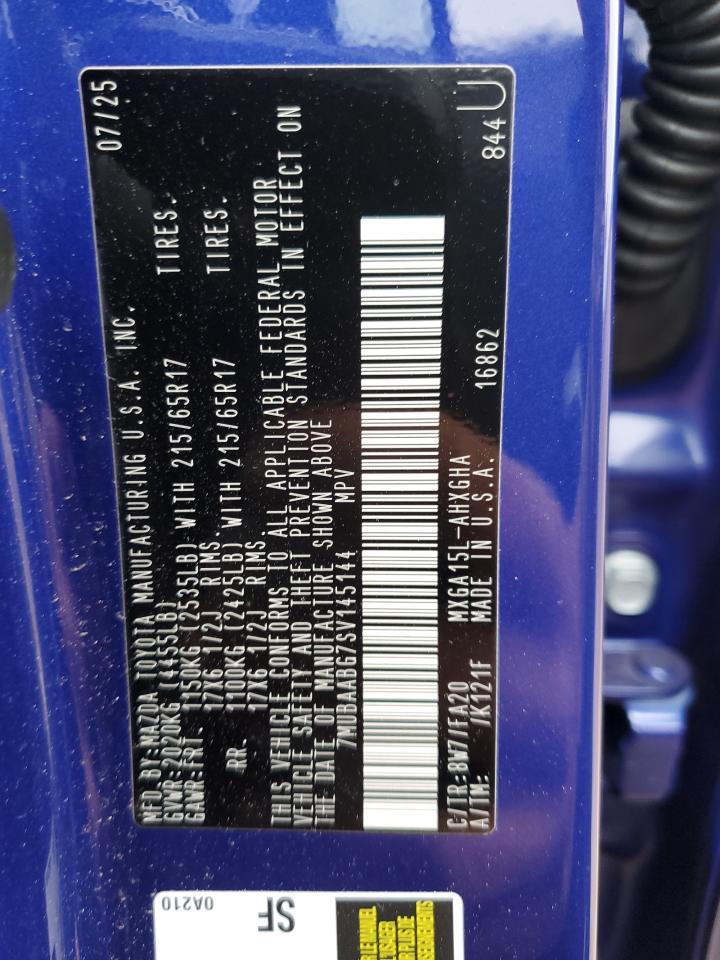 MFD.BY:MAZDA TOYOTA MANUFACTURING U.S.A. INC. 07/25
GVWR:2020KG (4455LB)
GAWR:FRT. 1150KG (2535LB) WITH 215/65R17 TIRES.
17X6 1/2J RIMS.
RR. 1100KG (2425LB) WITH 215/65R17 TIRES.
17X6 1/2J RIMS.
THIS VEHICLE CONFORMS TO ALL APPLICABLE FEDERAL MOTOR
VEHICLE SAFETY AND THEFT PREVENTION STANDARDS IN EFFECT ON
THE DATE OF MANUFACTURE SHOWN ABOVE
7MUBAABG7SV145144 MPV
C/TR:8W7/FA20 MXGA15L-AHXGHA
A/TM: /K121F MADE IN U.S.A. 16862 844 U
SF
0A210